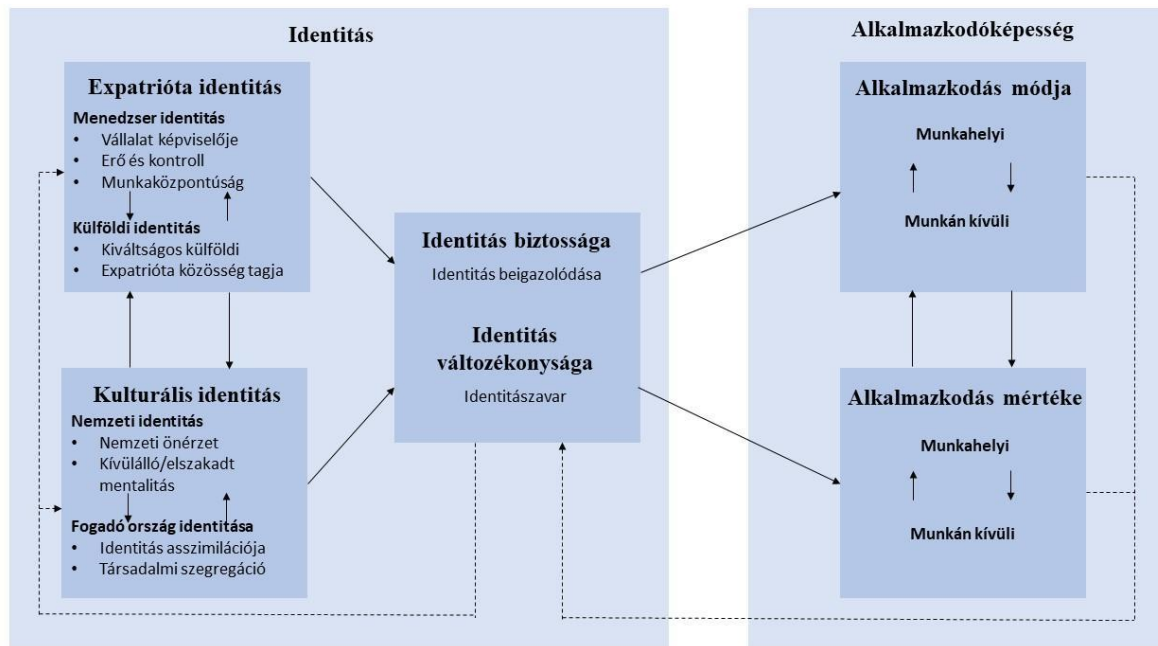 Identitás
Expatrióta identitás
Menedzser identitás
• Vállalat képviselője
• Erő és kontroll
• Munkaközpontúság
Külföldi identitás
• Kiváltságos külföldi
• Expatrióta közösség tagja
Kulturális identitás
Nemzeti identitás
• Nemzeti önérzet
• Kívülálló/elszakadt
mentalitás
Fogadó ország identitása
• Identitás asszimilációja
• Társadalmi szegregáció
Identitás biztossága
Identitás beigazolódása
Identitás
változékonysága
Identitászavar
Alkalmazkodóképesség
Alkalmazkodás módja
Munkahelyi
Munkán kívüli
Alkalmazkodás mértéke
Munkahelyi
Munkán kívüli